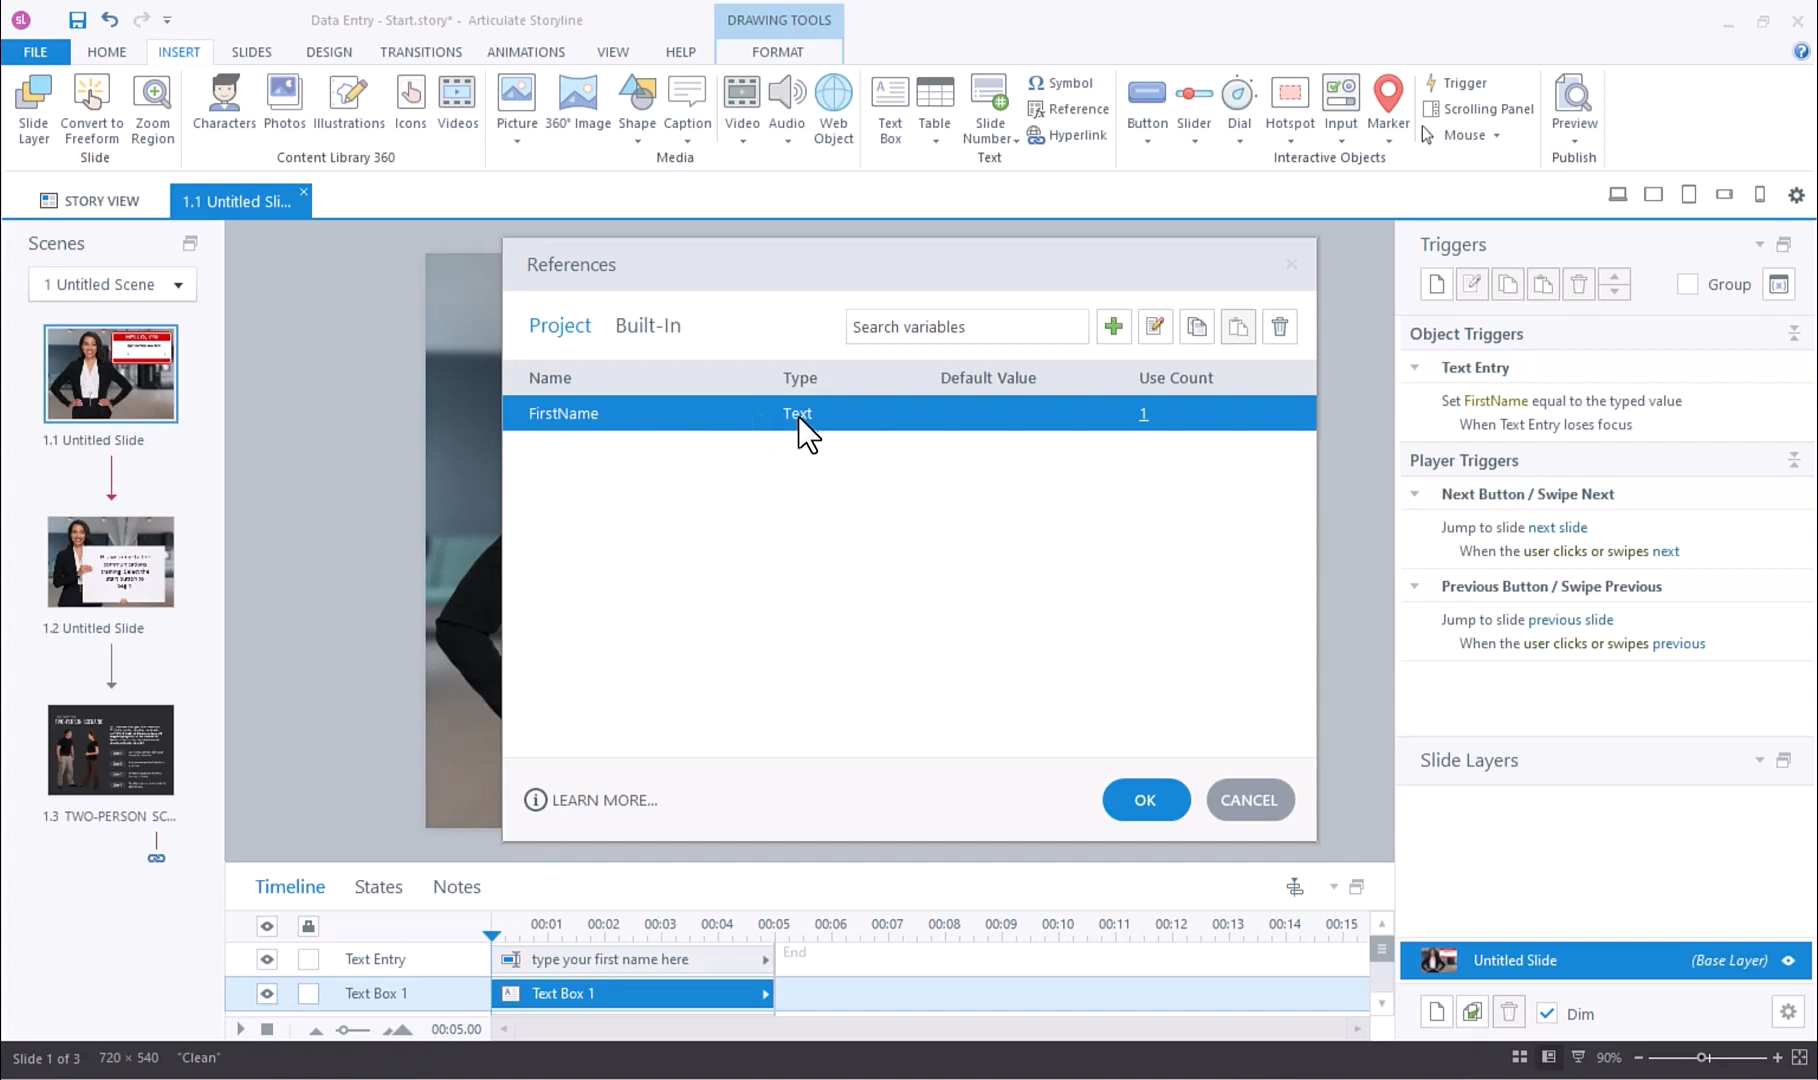 sl
Data Entry - Start.story* - Articulate Storyline
DRAWING TOOLS
FILE HOME INSERT SLIDES DESIGN TRANSITIONS ANIMATIONS VIEW HELP FORMAT
Slide Layer
Convert to Freeform
Zoom Region
Slide
Characters
Photos
Illustrations
Icons
Videos
Content Library 360
Picture
360° Image
Shape
Caption
Video
Audio
Web Object
Media
Text Box
Table
Slide Number
Symbol
Reference
Hyperlink
Text
Button
Slider
Dial
Hotspot
Input
Marker
Trigger
Scrolling Panel
Mouse
Interactive Objects
Preview
Publish
STORY VIEW
1.1 Untitled Sli...
Scenes
1 Untitled Scene
HELLO, I'M
1.1 Untitled Slide
1.2 Untitled Slide
TWO-PERSON SCENARIO
1.3 TWO-PERSON SC...
References
Project Built-In
Search variables
Name Type Default Value Use Count
FirstName Text 1
LEARN MORE...
OK
CANCEL
Triggers
Group
Object Triggers
Text Entry
Set FirstName equal to the typed value
When Text Entry loses focus
Player Triggers
Next Button / Swipe Next
Jump to slide next slide
When the user clicks or swipes next
Previous Button / Swipe Previous
Jump to slide previous slide
When the user clicks or swipes previous
Slide Layers
Untitled Slide (Base Layer)
Dim
Timeline States Notes
00:01 00:02 00:03 00:04 00:05 00:06 00:07 00:08 00:09 00:10 00:11 00:12 00:13 00:14 00:15
Text Entry type your first name here End
Text Box 1 Text Box 1
00:05.00
Slide 1 of 3 720 × 540 "Clean"
90%